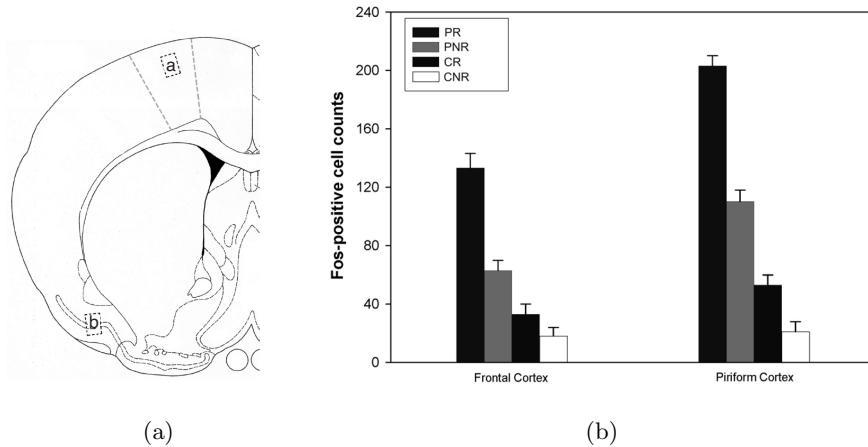 a
b
(a)
Fos-positive cell counts
240
200
160
120
80
40
0
PR
PNR
CR
CNR
Frontal Cortex
Piriform Cortex
(b)